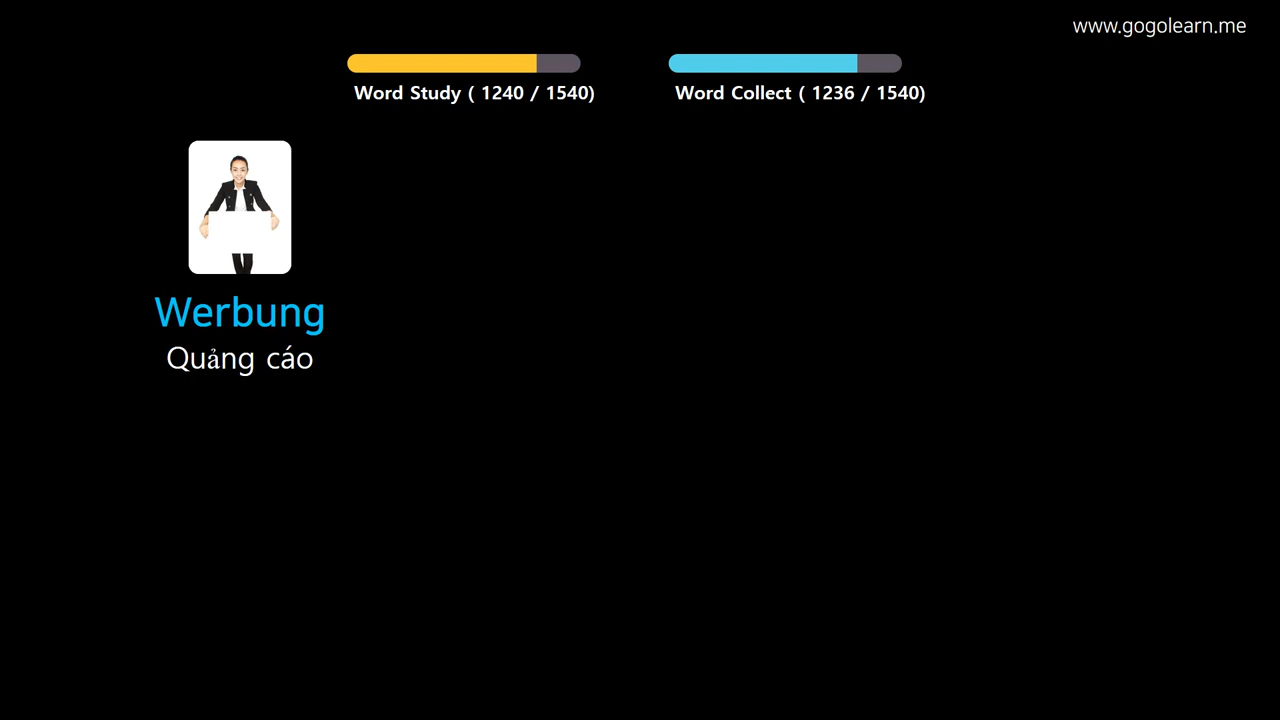 www.gogolearn.me
Word Study ( 1240 / 1540)
Word Collect ( 1236 / 1540)
Werbung
Quảng cáo